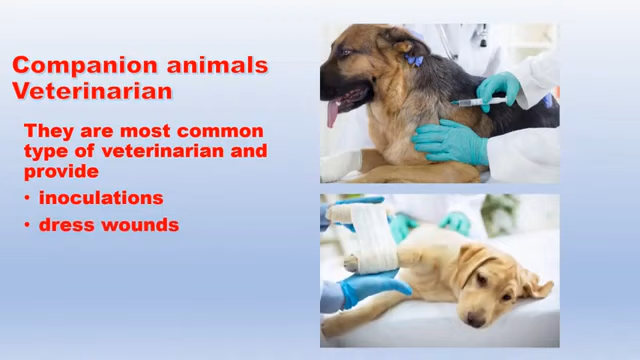 Companion animals
Veterinarian
They are most common
type of veterinarian and
provide
• inoculations
• dress wounds